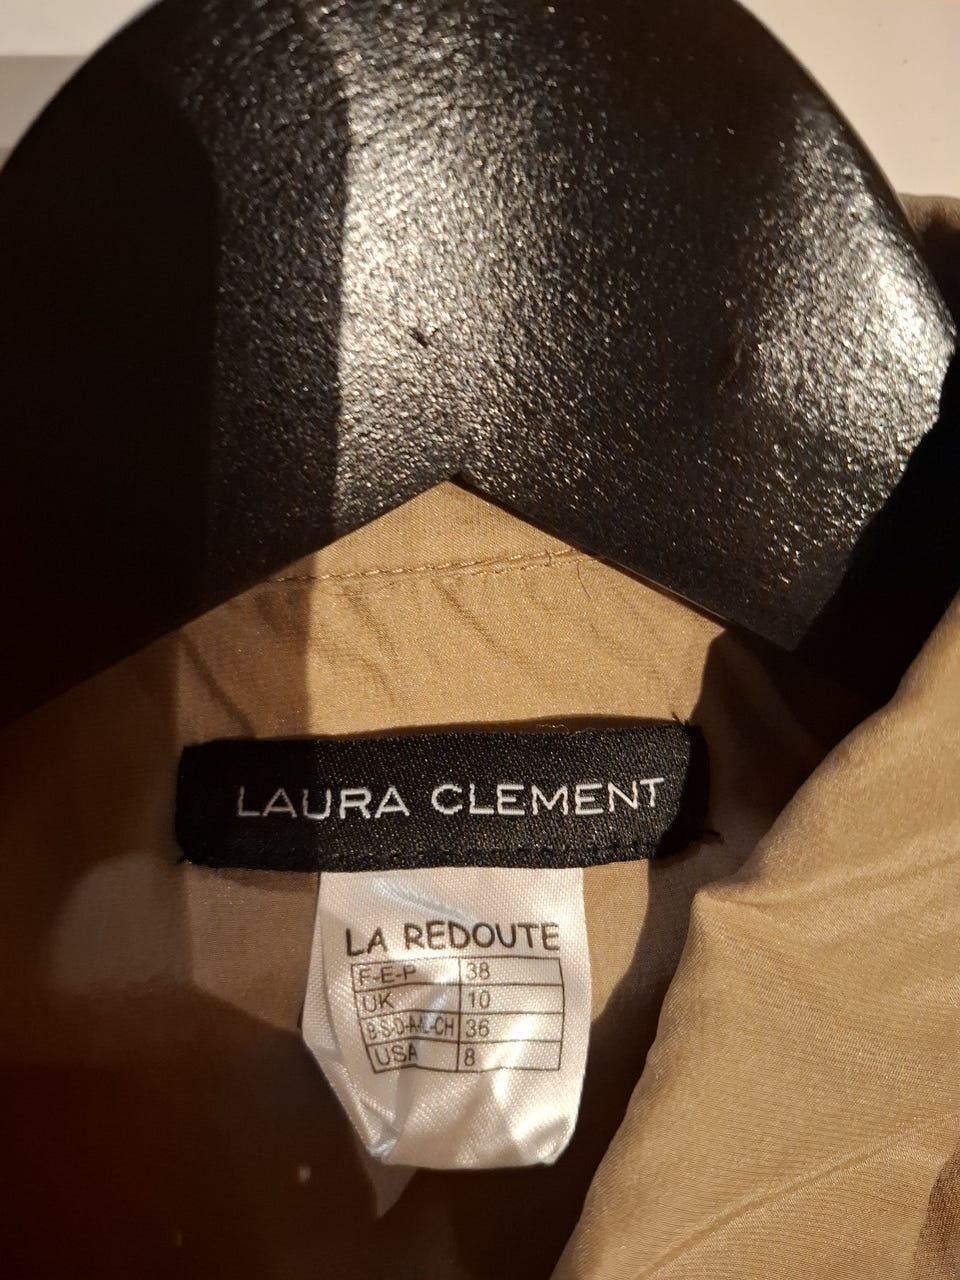 LAURA CLEMENT
LA REDOUTE
F-E-P 38
UK 10
B-S-D-A-L-CH 36
USA 8